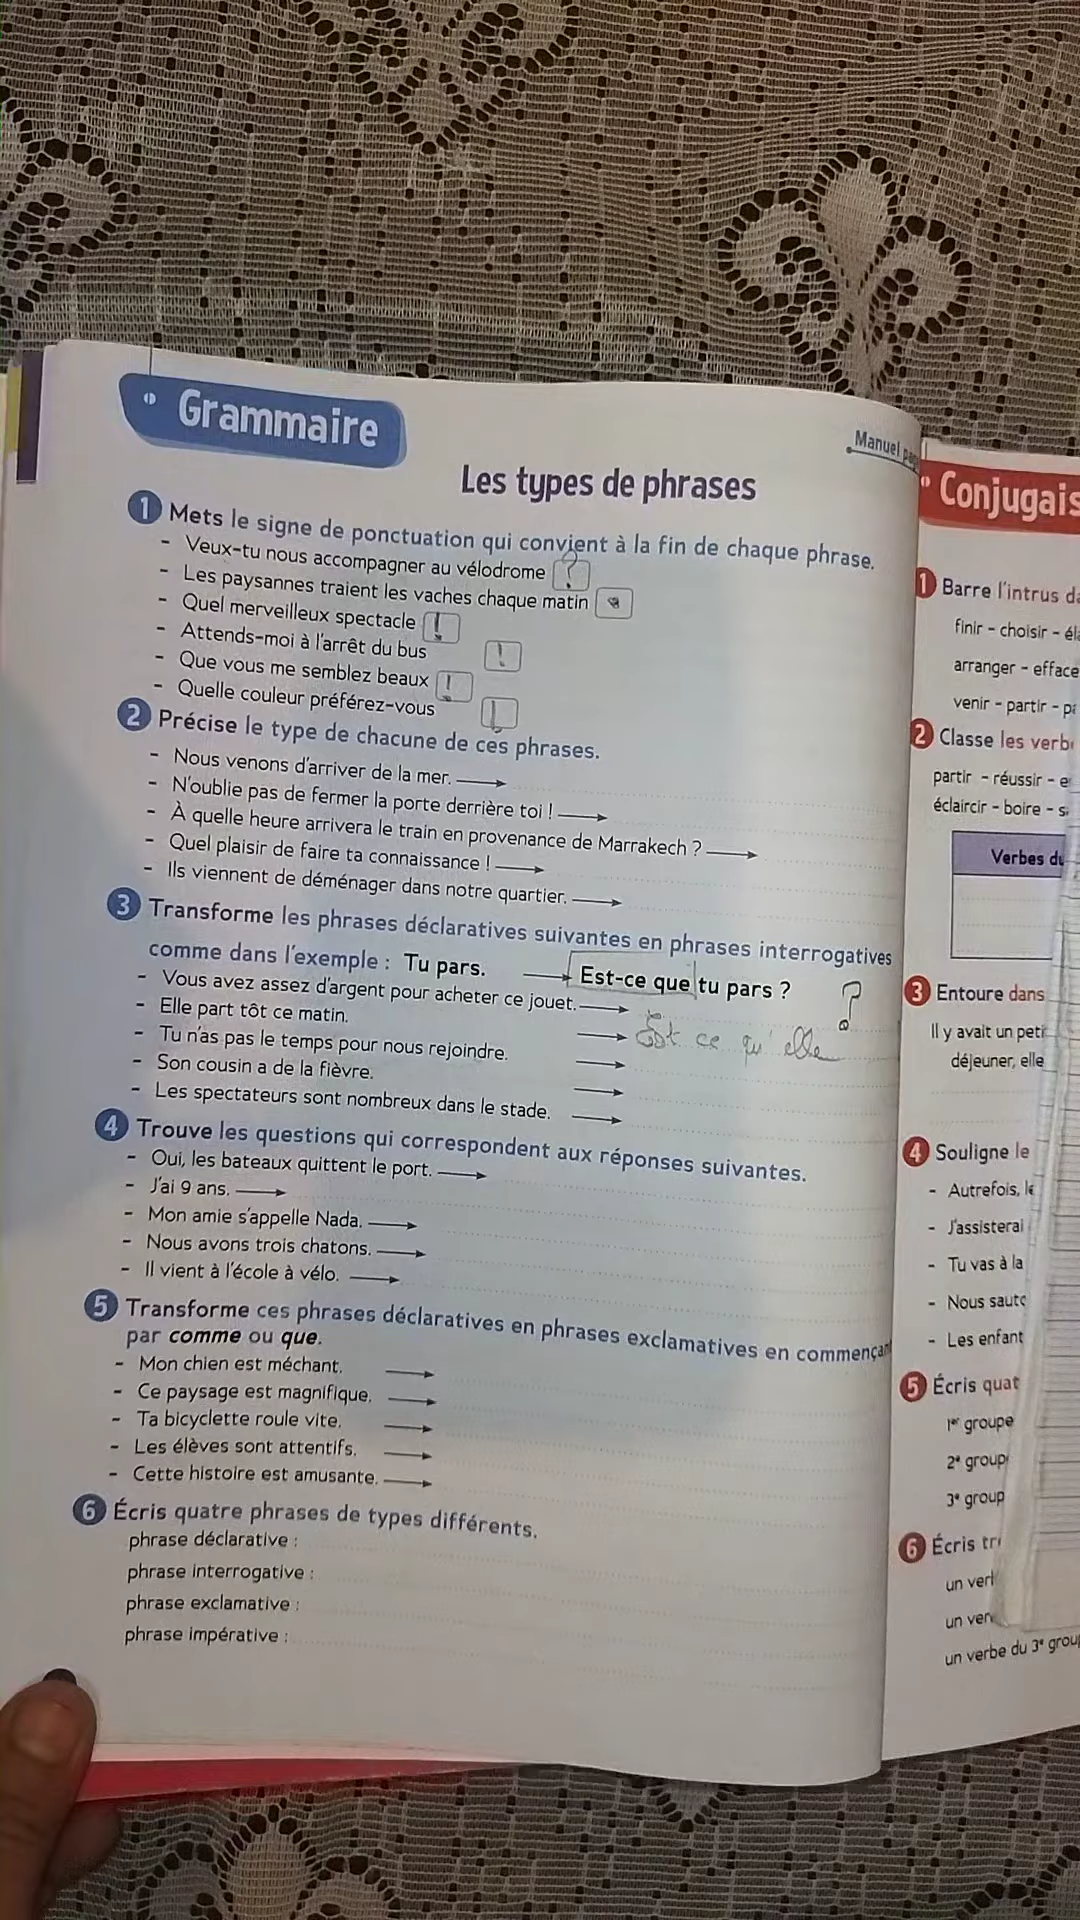 Grammaire
Manuel
Les types de phrases
1 Mets le signe de ponctuation qui convient à la fin de chaque phrase.
- Veux-tu nous accompagner au vélodrome ?
- Les paysannes traient les vaches chaque matin .
- Quel merveilleux spectacle !
- Attends-moi à l'arrêt du bus !
- Que vous me semblez beaux !
- Quelle couleur préférez-vous !
2 Précise le type de chacune de ces phrases.
- Nous venons d'arriver de la mer. →
- N'oublie pas de fermer la porte derrière toi ! →
- À quelle heure arrivera le train en provenance de Marrakech ? →
- Quel plaisir de faire ta connaissance ! →
- Ils viennent de déménager dans notre quartier. →
3 Transforme les phrases déclaratives suivantes en phrases interrogatives
comme dans l'exemple : Tu pars. → Est-ce que tu pars ?
- Vous avez assez d'argent pour acheter ce jouet. → ?
- Elle part tôt ce matin. → Est ce qu'elle
- Tu n'as pas le temps pour nous rejoindre. →
- Son cousin a de la fièvre. →
- Les spectateurs sont nombreux dans le stade. →
4 Trouve les questions qui correspondent aux réponses suivantes.
- Oui, les bateaux quittent le port. →
- J'ai 9 ans. →
- Mon amie s'appelle Nada. →
- Nous avons trois chatons. →
- Il vient à l'école à vélo. →
5 Transforme ces phrases déclaratives en phrases exclamatives en commençan
par comme ou que.
- Mon chien est méchant. →
- Ce paysage est magnifique. →
- Ta bicyclette roule vite. →
- Les élèves sont attentifs. →
- Cette histoire est amusante. →
6 Écris quatre phrases de types différents.
phrase déclarative :
phrase interrogative :
phrase exclamative :
phrase impérative :
Conjugais
1 Barre l'intrus d
finir - choisir - él
arranger - efface
venir - partir - p
2 Classe les verb
partir - réussir - e
éclaircir - boire - s
Verbes du
3 Entoure dans
Il y avait un peti
déjeuner, elle
4 Souligne le
- Autrefois, le
- J'assisterai
- Tu vas à la
- Nous saut
- Les enfant
5 Écris quat
1er groupe
2e group
3e group
6 Écris tr
un ver
un ver
un verbe du 3e group